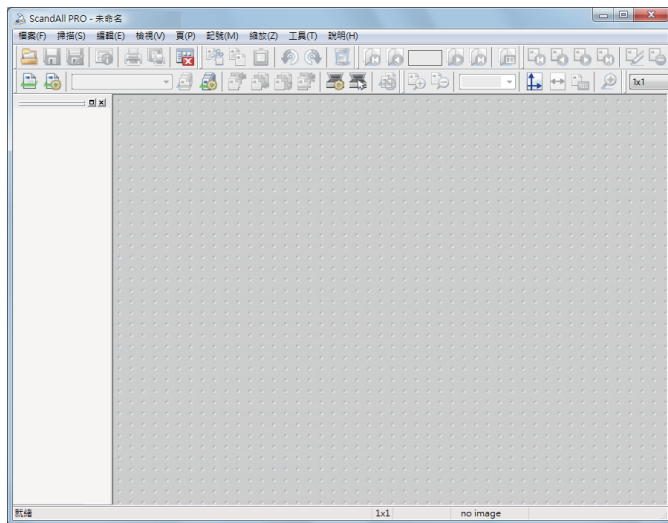 ScandAll PRO - 未命名
檔案(F) 掃描(S) 編輯(E) 檢視(V) 頁(P) 記號(M) 縮放(Z) 工具(T) 說明(H)
1x1
就緒 1x1 no image